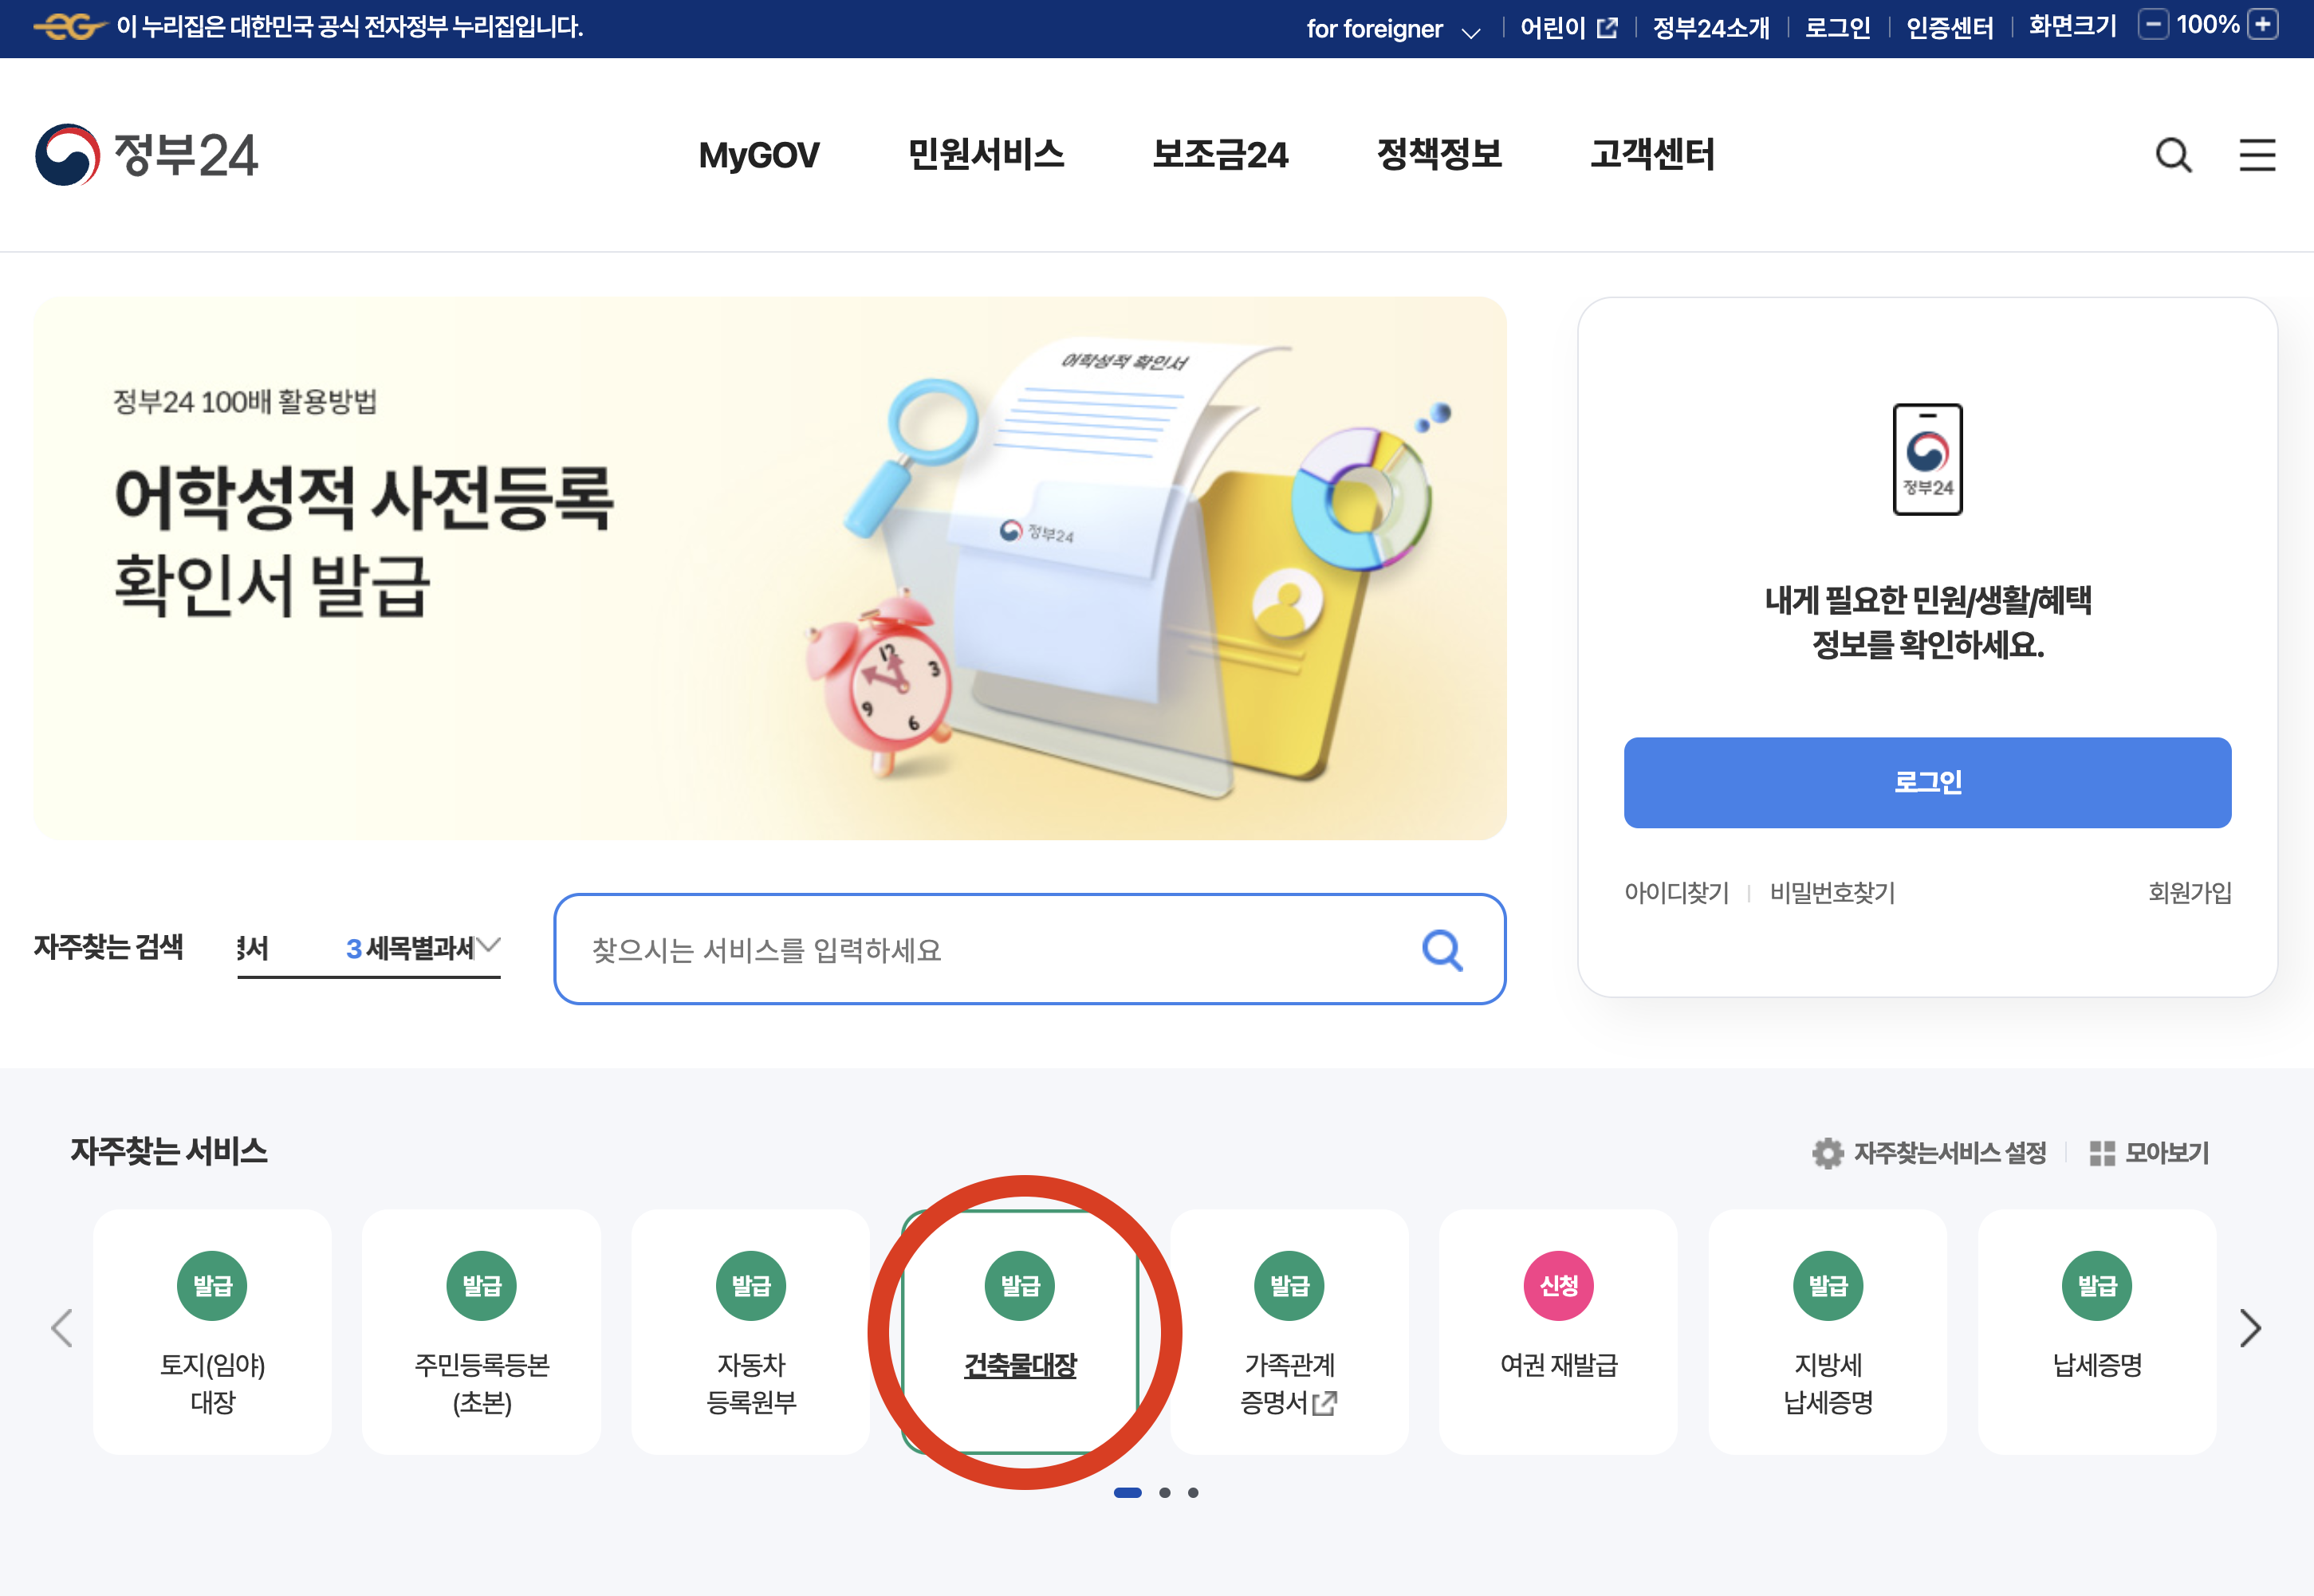 이 누리집은 대한민국 공식 전자정부 누리집입니다.
for foreigner
어린이
정부24소개
로그인
인증센터
화면크기
100%
정부24
MyGOV
민원서비스
보조금24
정책정보
고객센터
정부24 100배 활용방법
어학성적 사전등록
확인서 발급
어학성적 확인서
정부24
12
3
6
9
정부24
내게 필요한 민원/생활/혜택
정보를 확인하세요.
로그인
아이디찾기
비밀번호찾기
회원가입
자주찾는 검색
3 세목별과세
찾으시는 서비스를 입력하세요
자주찾는 서비스
자주찾는서비스 설정
모아보기
발급
토지(임야)
대장
발급
주민등록등본
(초본)
발급
자동차
등록원부
발급
건축물대장
발급
가족관계
증명서
신청
여권 재발급
발급
지방세
납세증명
발급
납세증명